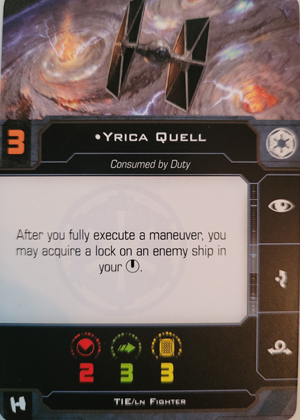 3
•Yrica Quell
Consumed by Duty
After you fully execute a maneuver, you
may acquire a lock on an enemy ship in
your .
2 3 3
TIE/ln Fighter